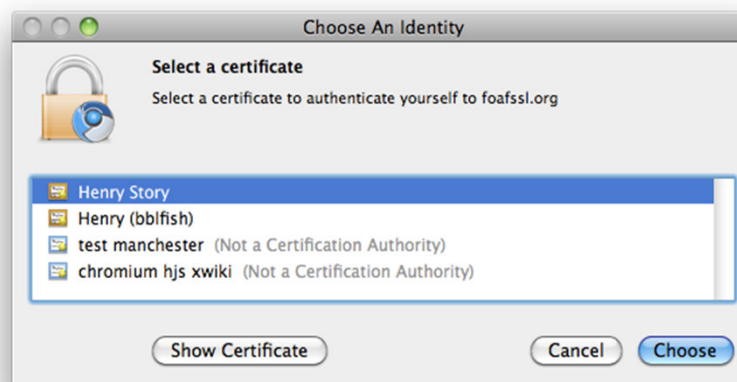 Choose An Identity
Select a certificate
Select a certificate to authenticate yourself to foafssl.org
Henry Story
Henry (bblfish)
test manchester (Not a Certification Authority)
chromium hjs xwiki (Not a Certification Authority)
Show Certificate Cancel Choose